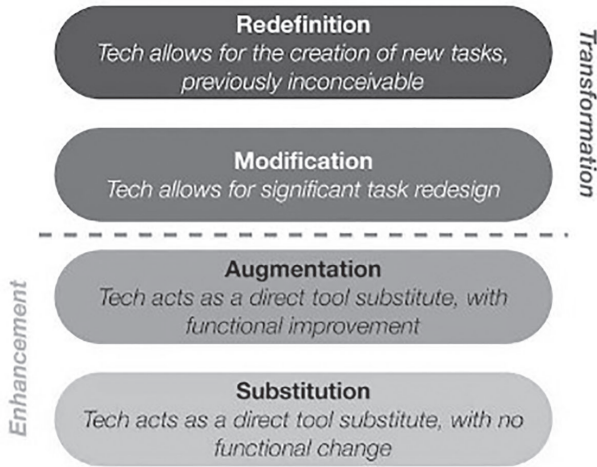 Redefinition
Tech allows for the creation of new tasks,
previously inconceivable
Transformation
Modification
Tech allows for significant task redesign
Augmentation
Tech acts as a direct tool substitute, with
functional improvement
Enhancement
Substitution
Tech acts as a direct tool substitute, with no
functional change